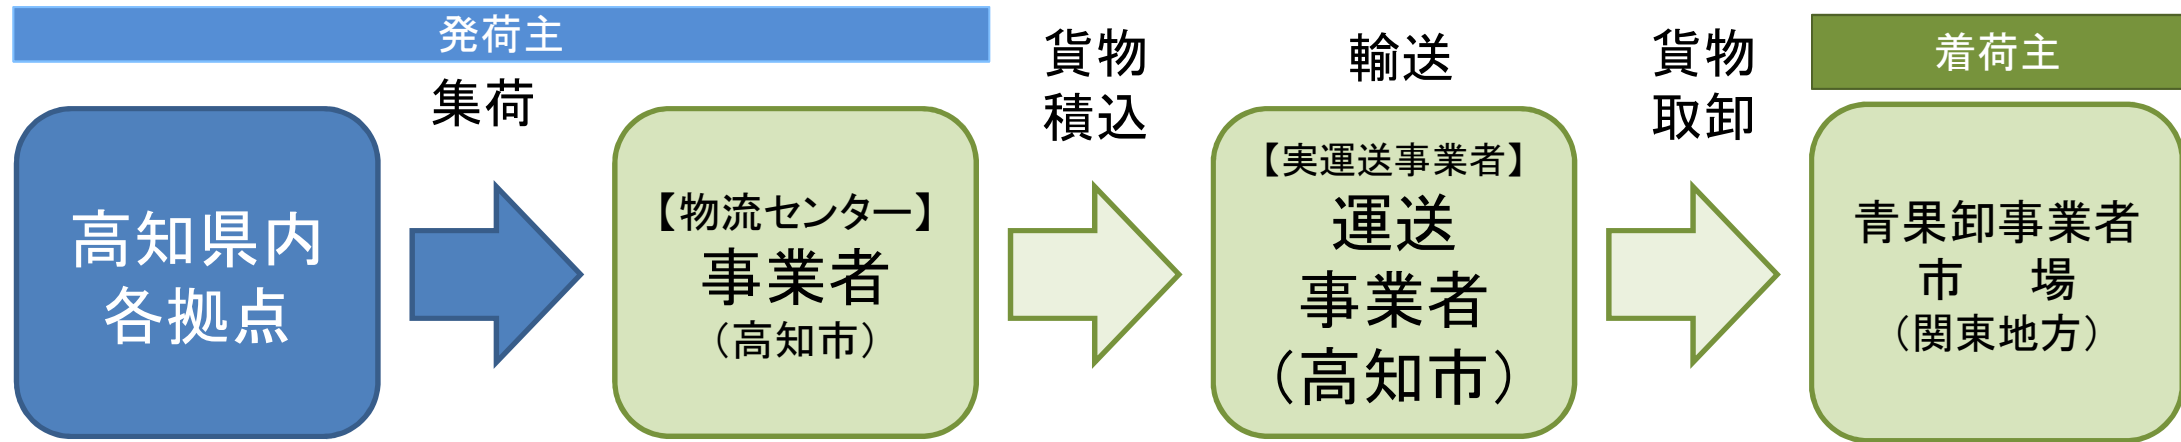 発荷主
集荷
貨物
積込
輸送
貨物
取卸
着荷主
高知県内
各拠点
【物流センター】
事業者
（高知市）
【実運送事業者】
運送
事業者
（高知市）
青果卸事業者
市　場
（関東地方）